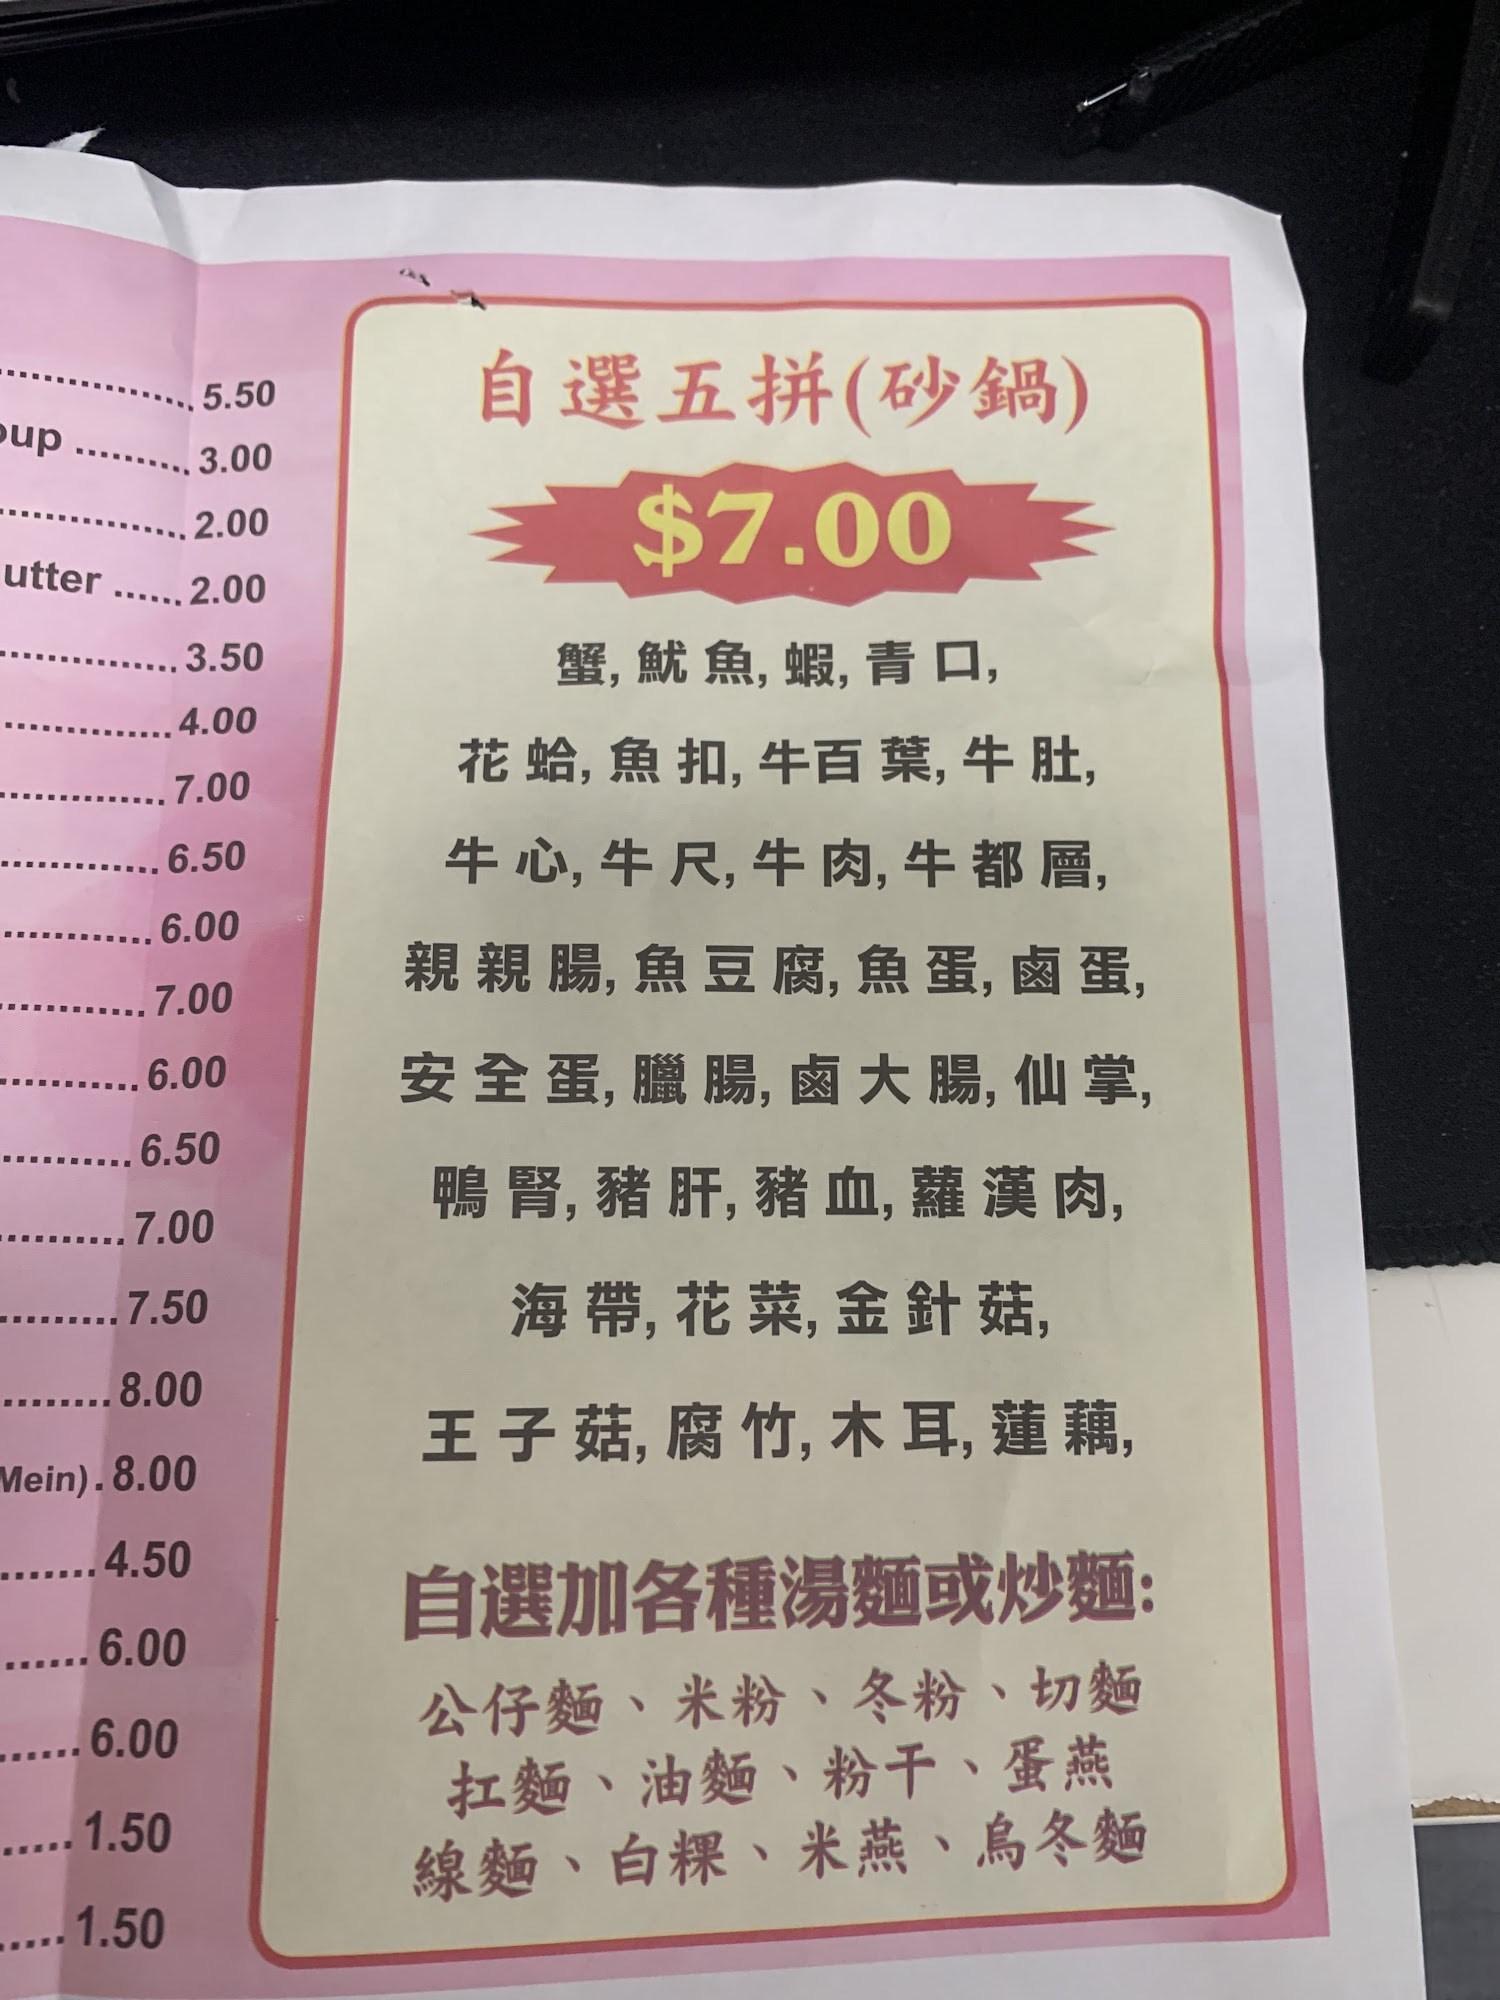 5.50
oup .......... 3.00
2.00
utter ...... 2.00
3.50
4.00
7.00
6.50
6.00
7.00
6.00
6.50
7.00
7.50
8.00
Mein) . 8.00
4.50
6.00
6.00
1.50
1.50
自選五拼(砂鍋)
$7.00
蟹, 魷魚, 蝦, 青口,
花蛤, 魚扣, 牛百葉, 牛肚,
牛心, 牛尺, 牛肉, 牛都層,
親親腸, 魚豆腐, 魚蛋, 鹵蛋,
安全蛋, 臘腸, 鹵大腸, 仙掌,
鴨腎, 豬肝, 豬血, 蘿漢肉,
海帶, 花菜, 金針菇,
王子菇, 腐竹, 木耳, 蓮藕,
自選加各種湯麵或炒麵:
公仔麵、米粉、冬粉、切麵
扛麵、油麵、粉干、蛋燕
線麵、白粿、米燕、烏冬麵